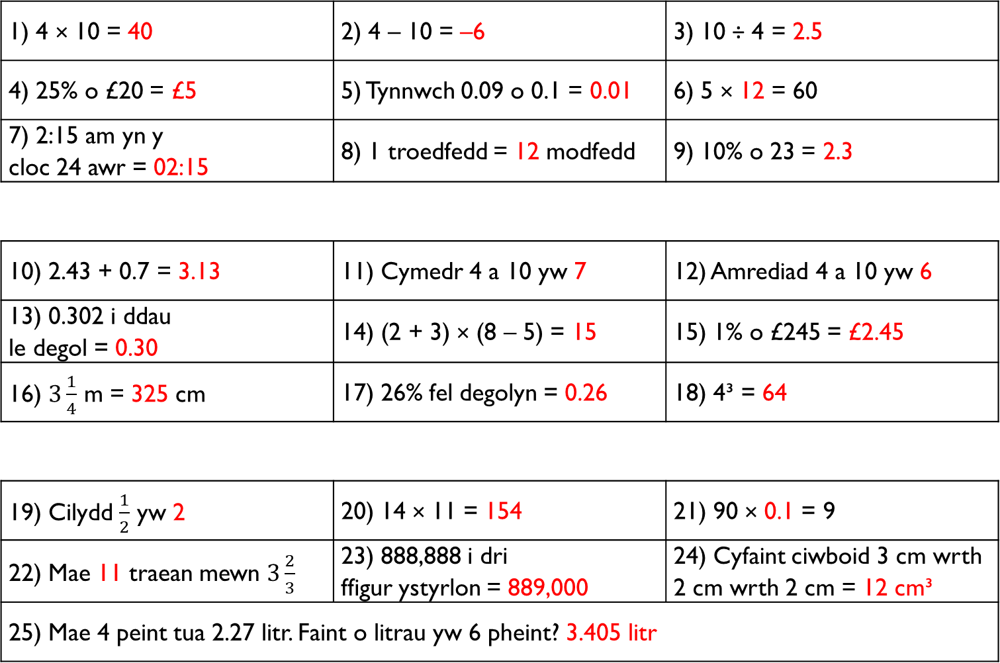 1) 4 × 10 = 40
2) 4 – 10 = –6
3) 10 ÷ 4 = 2.5
4) 25% o £20 = £5
5) Tynnwch 0.09 o 0.1 = 0.01
6) 5 × 12 = 60
7) 2:15 am yn y
cloc 24 awr = 02:15
8) 1 troedfedd = 12 modfedd
9) 10% o 23 = 2.3
10) 2.43 + 0.7 = 3.13
11) Cymedr 4 a 10 yw 7
12) Amrediad 4 a 10 yw 6
13) 0.302 i ddau
le degol = 0.30
14) (2 + 3) × (8 – 5) = 15
15) 1% o £245 = £2.45
16) 3 1/4 m = 325 cm
17) 26% fel degolyn = 0.26
18) 4³ = 64
19) Cilydd 1/2 yw 2
20) 14 × 11 = 154
21) 90 × 0.1 = 9
22) Mae 11 traean mewn 3 2/3
23) 888,888 i dri
ffigur ystyrlon = 889,000
24) Cyfaint ciwboid 3 cm wrth
2 cm wrth 2 cm = 12 cm³
25) Mae 4 peint tua 2.27 litr. Faint o litrau yw 6 pheint? 3.405 litr